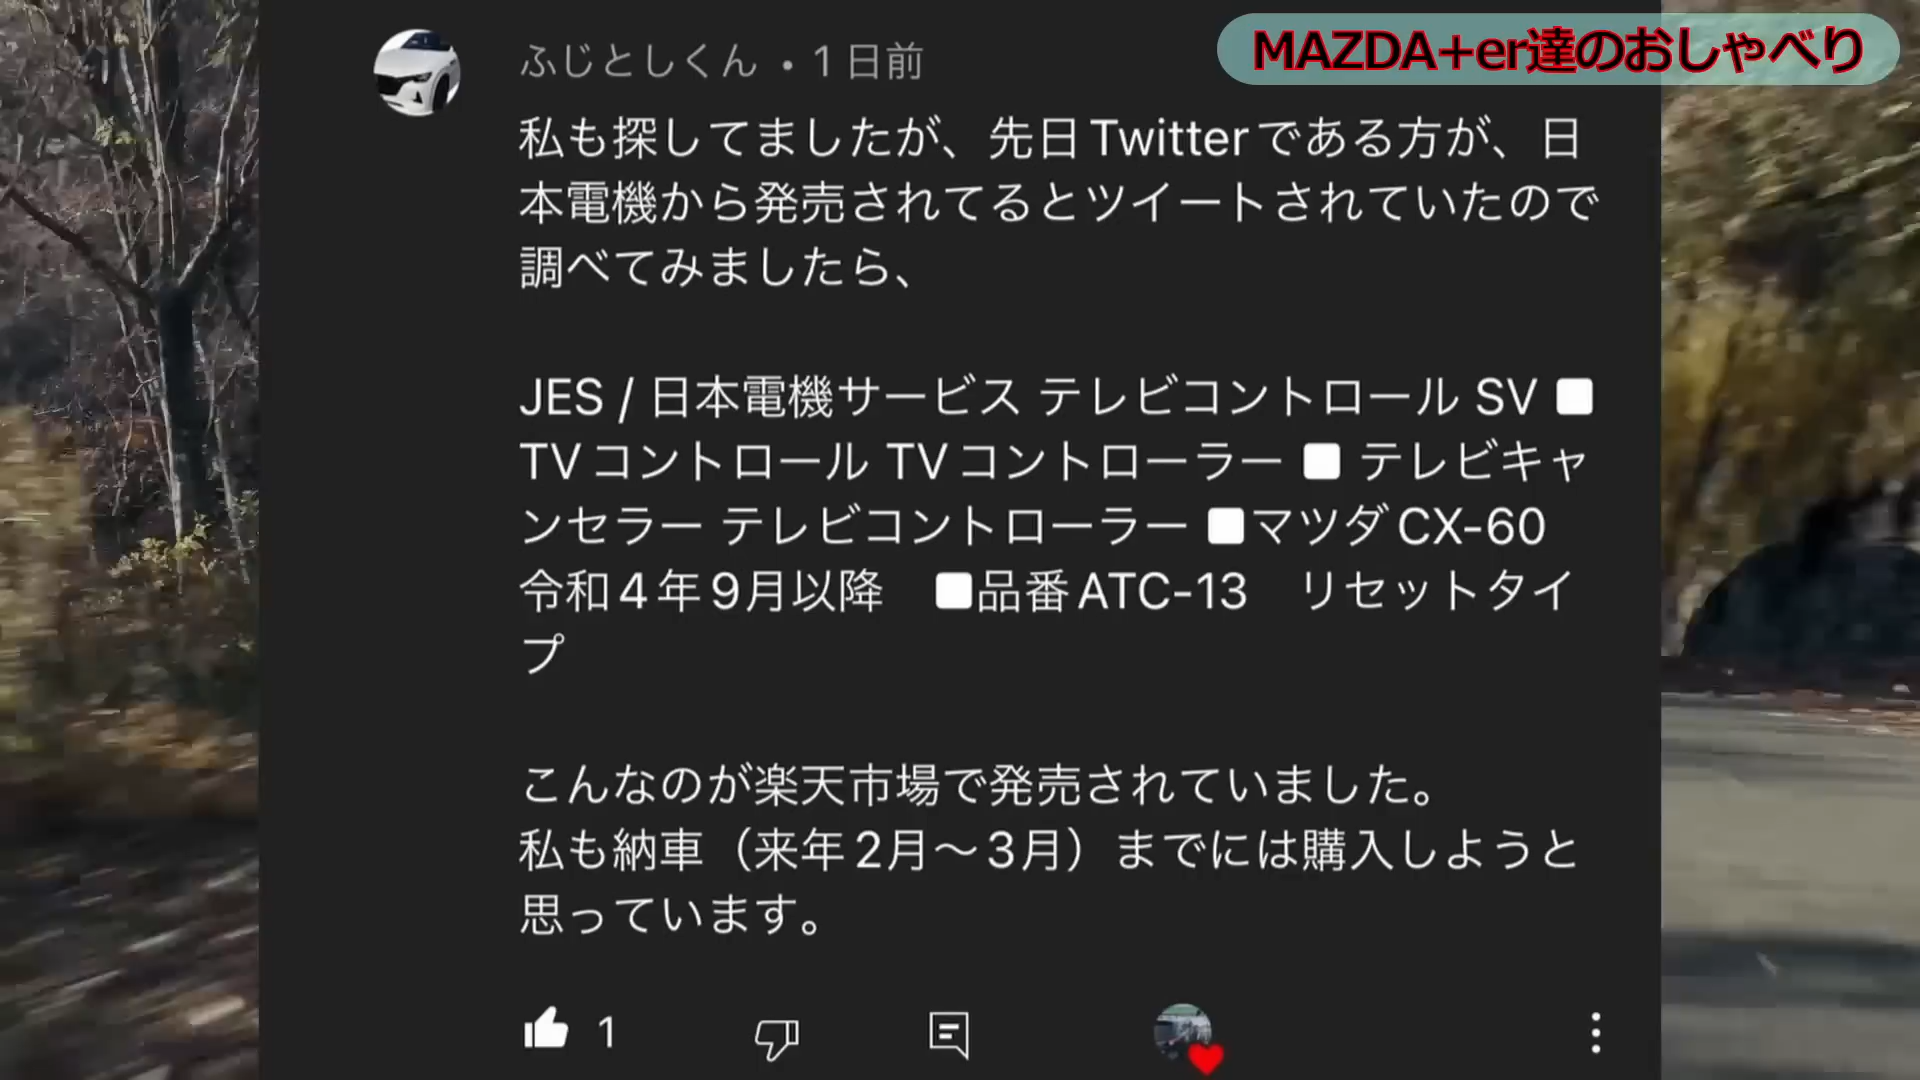 MAZDA+er達のおしゃべり
ふじとしくん • 1日前
私も探してましたが、先日Twitterである方が、日
本電機から発売されてるとツイートされていたので
調べてみましたら、
JES / 日本電機サービス テレビコントロール SV ■
TVコントロール TVコントローラー ■ テレビキャ
ンセラー テレビコントローラー ■マツダCX-60
令和4年9月以降　■品番ATC-13　リセットタイ
プ
こんなのが楽天市場で発売されていました。
私も納車（来年2月〜3月）までには購入しようと
思っています。
1